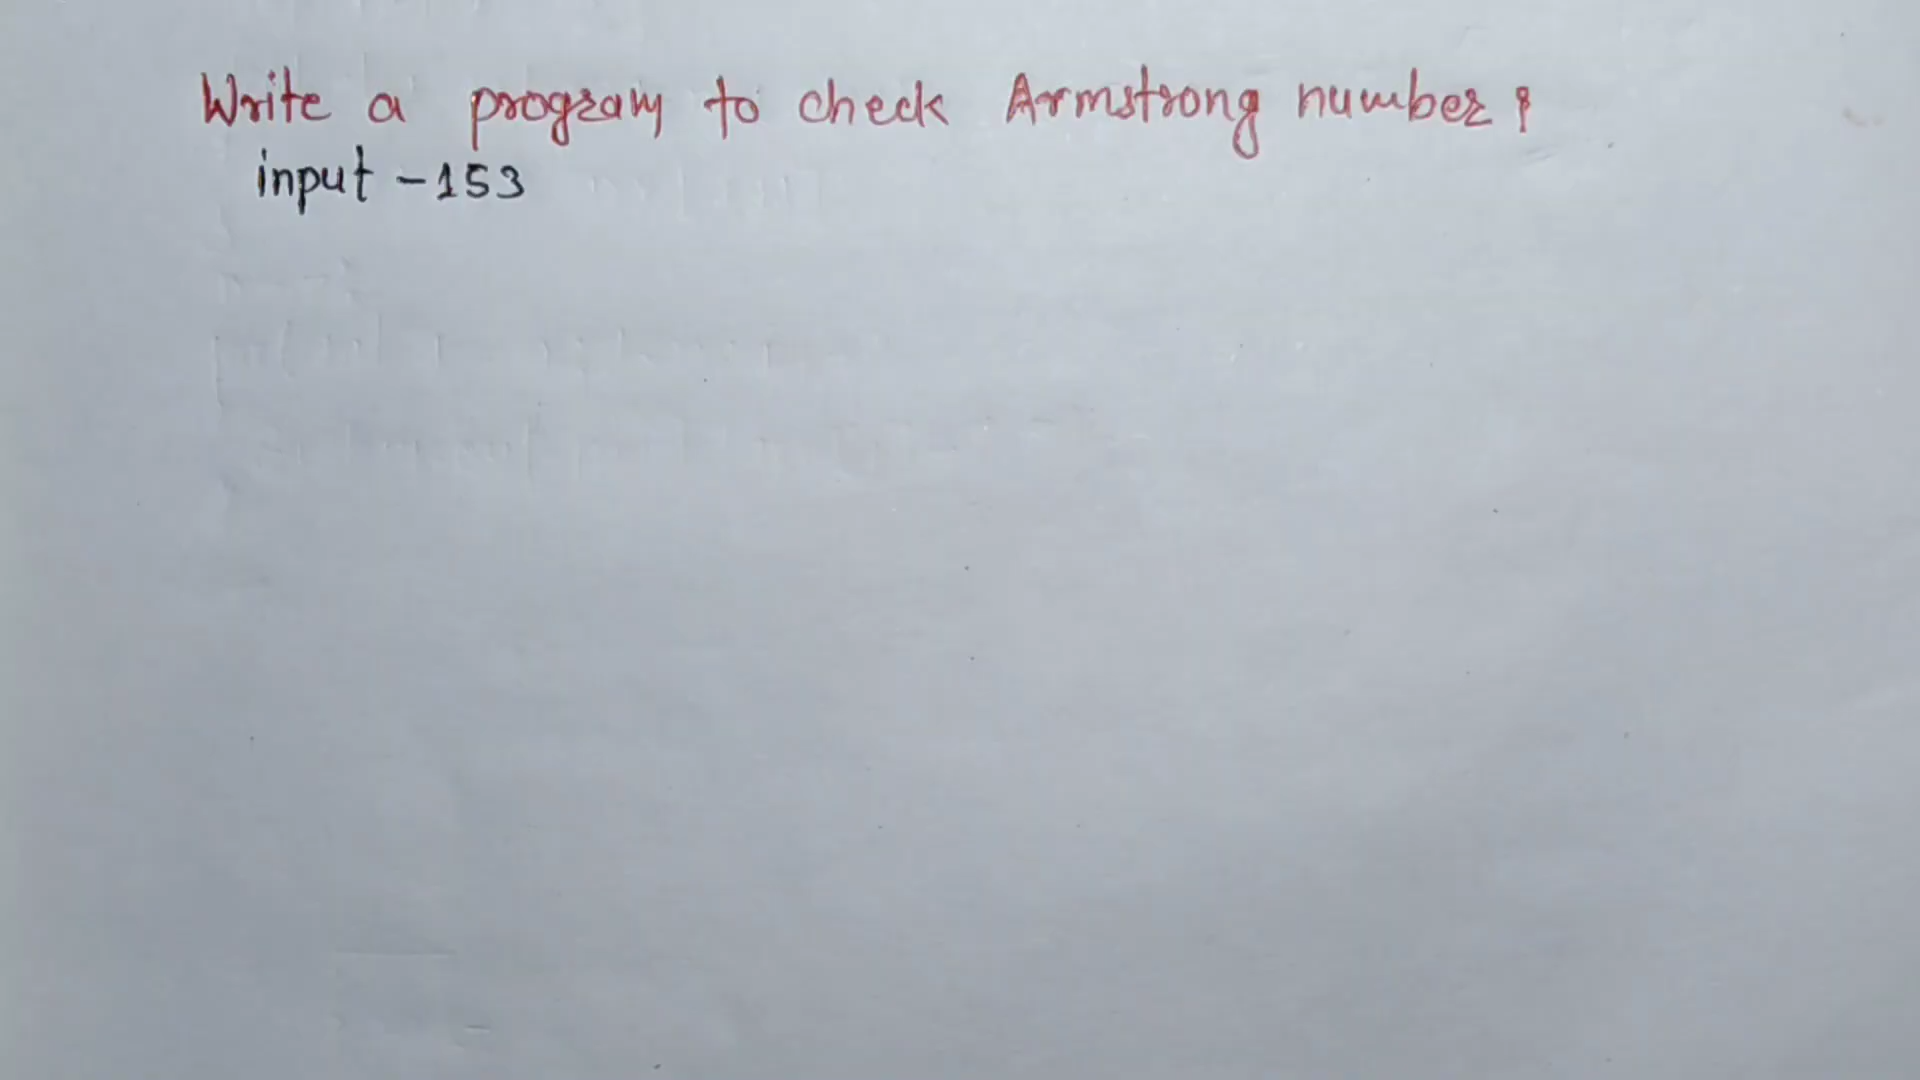 Write a program to check Armstrong number ?
input - 153